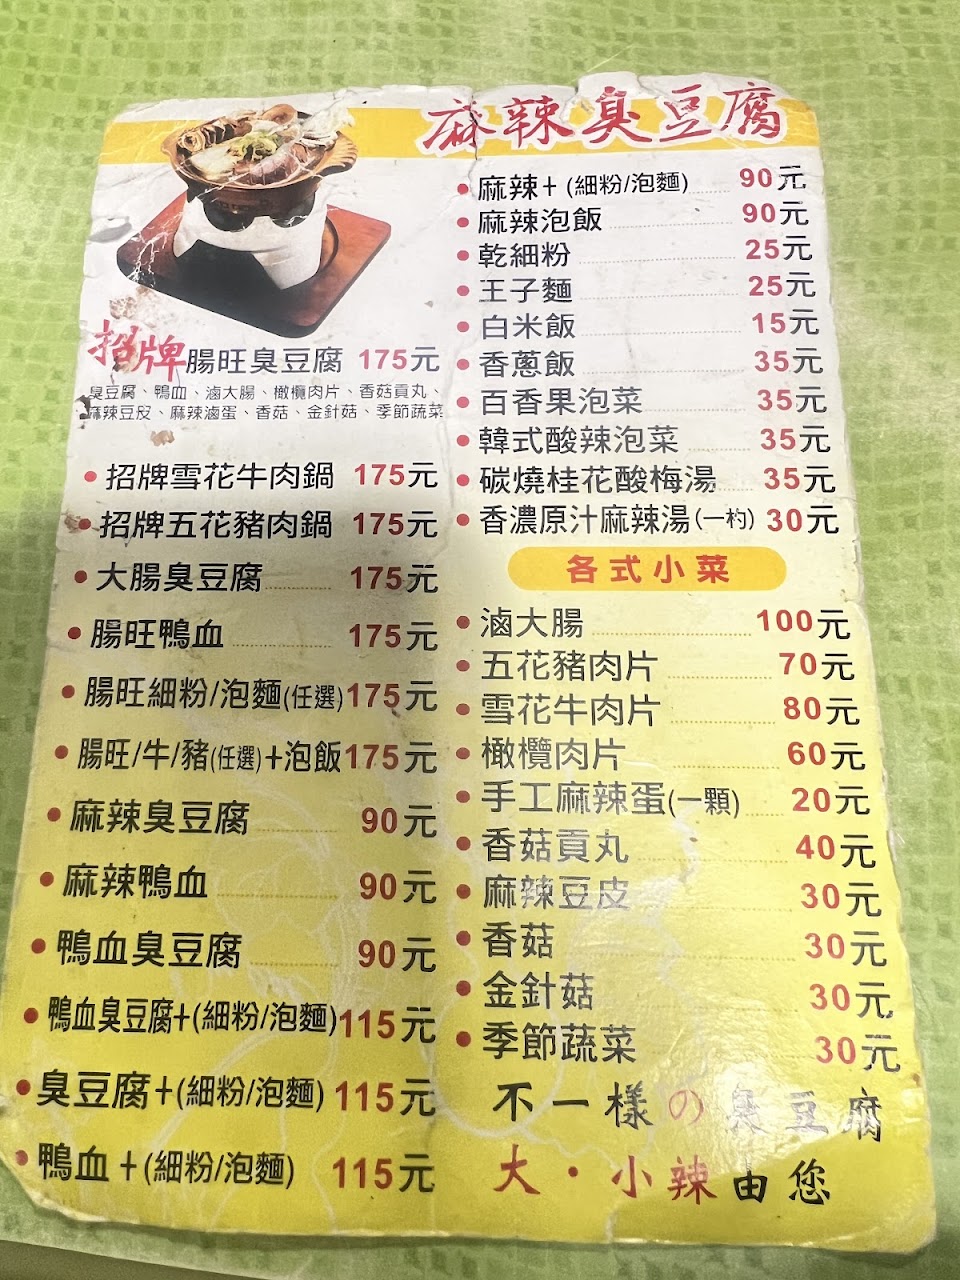 麻辣臭豆腐
招牌腸旺臭豆腐 175元
臭豆腐、鴨血、滷大腸、橄欖肉片、香菇貢丸、
麻辣豆皮、麻辣滷蛋、香菇、金針菇、季節蔬菜
招牌雪花牛肉鍋 175元
招牌五花豬肉鍋 175元
大腸臭豆腐 175元
腸旺鴨血 175元
腸旺細粉/泡麵(任選) 175元
腸旺/牛/豬(任選)+泡飯 175元
麻辣臭豆腐 90元
麻辣鴨血 90元
鴨血臭豆腐 90元
鴨血臭豆腐+(細粉/泡麵) 115元
臭豆腐+(細粉/泡麵) 115元
鴨血+(細粉/泡麵) 115元
麻辣+(細粉/泡麵) 90元
麻辣泡飯 90元
乾細粉 25元
王子麵 25元
白米飯 15元
香蔥飯 35元
百香果泡菜 35元
韓式酸辣泡菜 35元
碳燒桂花酸梅湯 35元
香濃原汁麻辣湯(一杓) 30元
各式小菜
滷大腸 100元
五花豬肉片 70元
雪花牛肉片 80元
橄欖肉片 60元
手工麻辣蛋(一顆) 20元
香菇貢丸 40元
麻辣豆皮 30元
香菇 30元
金針菇 30元
季節蔬菜 30元
不一樣の臭豆腐
大·小辣由您